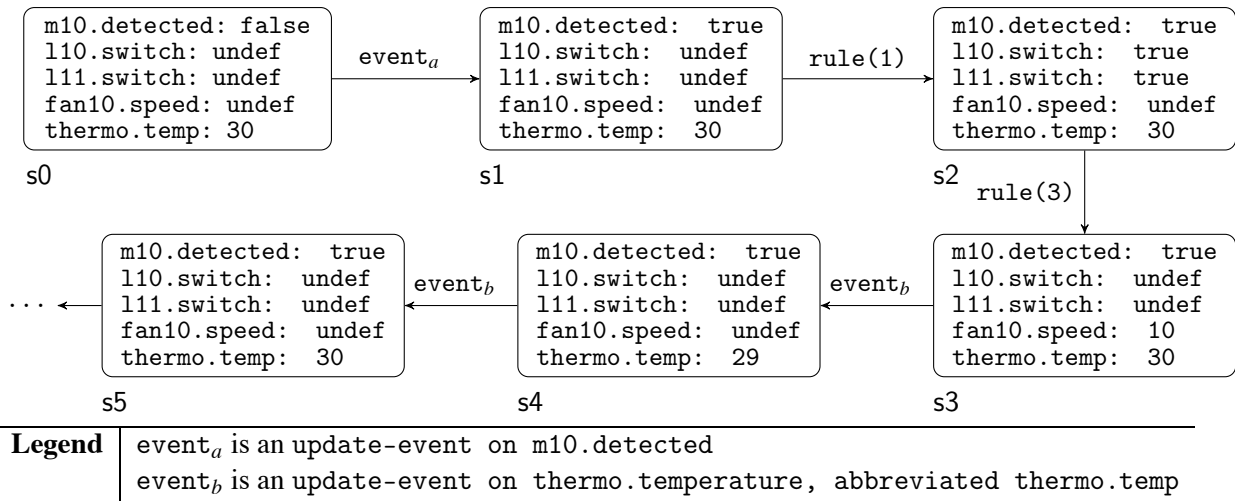 m10.detected: false
l10.switch: undef
l11.switch: undef
fan10.speed: undef
thermo.temp: 30
s0
event_a
m10.detected: true
l10.switch: undef
l11.switch: undef
fan10.speed: undef
thermo.temp: 30
s1
rule(1)
m10.detected: true
l10.switch: true
l11.switch: true
fan10.speed: undef
thermo.temp: 30
s2
rule(3)
m10.detected: true
l10.switch: undef
l11.switch: undef
fan10.speed: 10
thermo.temp: 30
s3
event_b
m10.detected: true
l10.switch: undef
l11.switch: undef
fan10.speed: undef
thermo.temp: 29
s4
event_b
m10.detected: true
l10.switch: undef
l11.switch: undef
fan10.speed: undef
thermo.temp: 30
s5
...
Legend
event_a is an update-event on m10.detected
event_b is an update-event on thermo.temperature, abbreviated thermo.temp